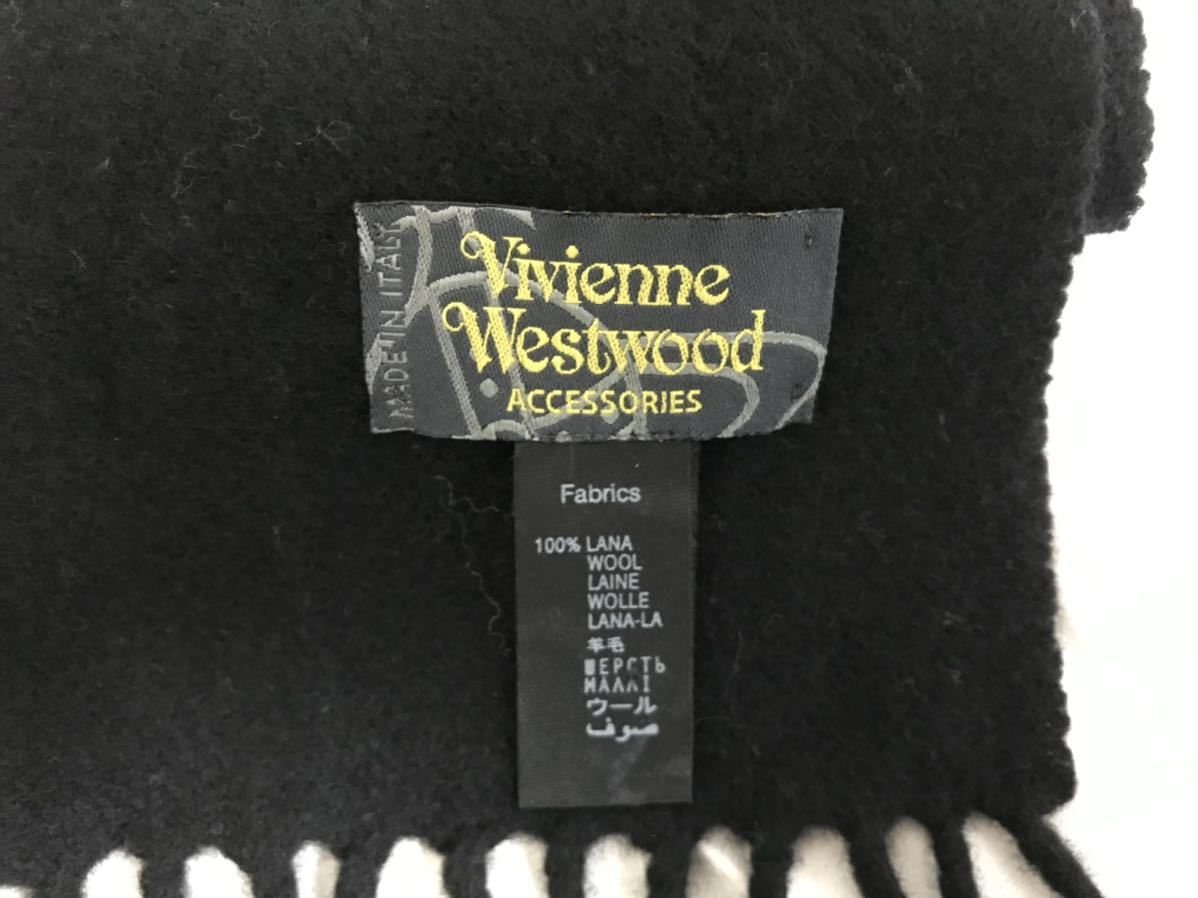 MADE IN ITALY
Vivienne
Westwood
ACCESSORIES
Fabrics
100% LANA
WOOL
LAINE
WOLLE
LANA-LA
羊毛
ШЕРСТЬ
ΜΑΛΛΙ
ウール
صوف